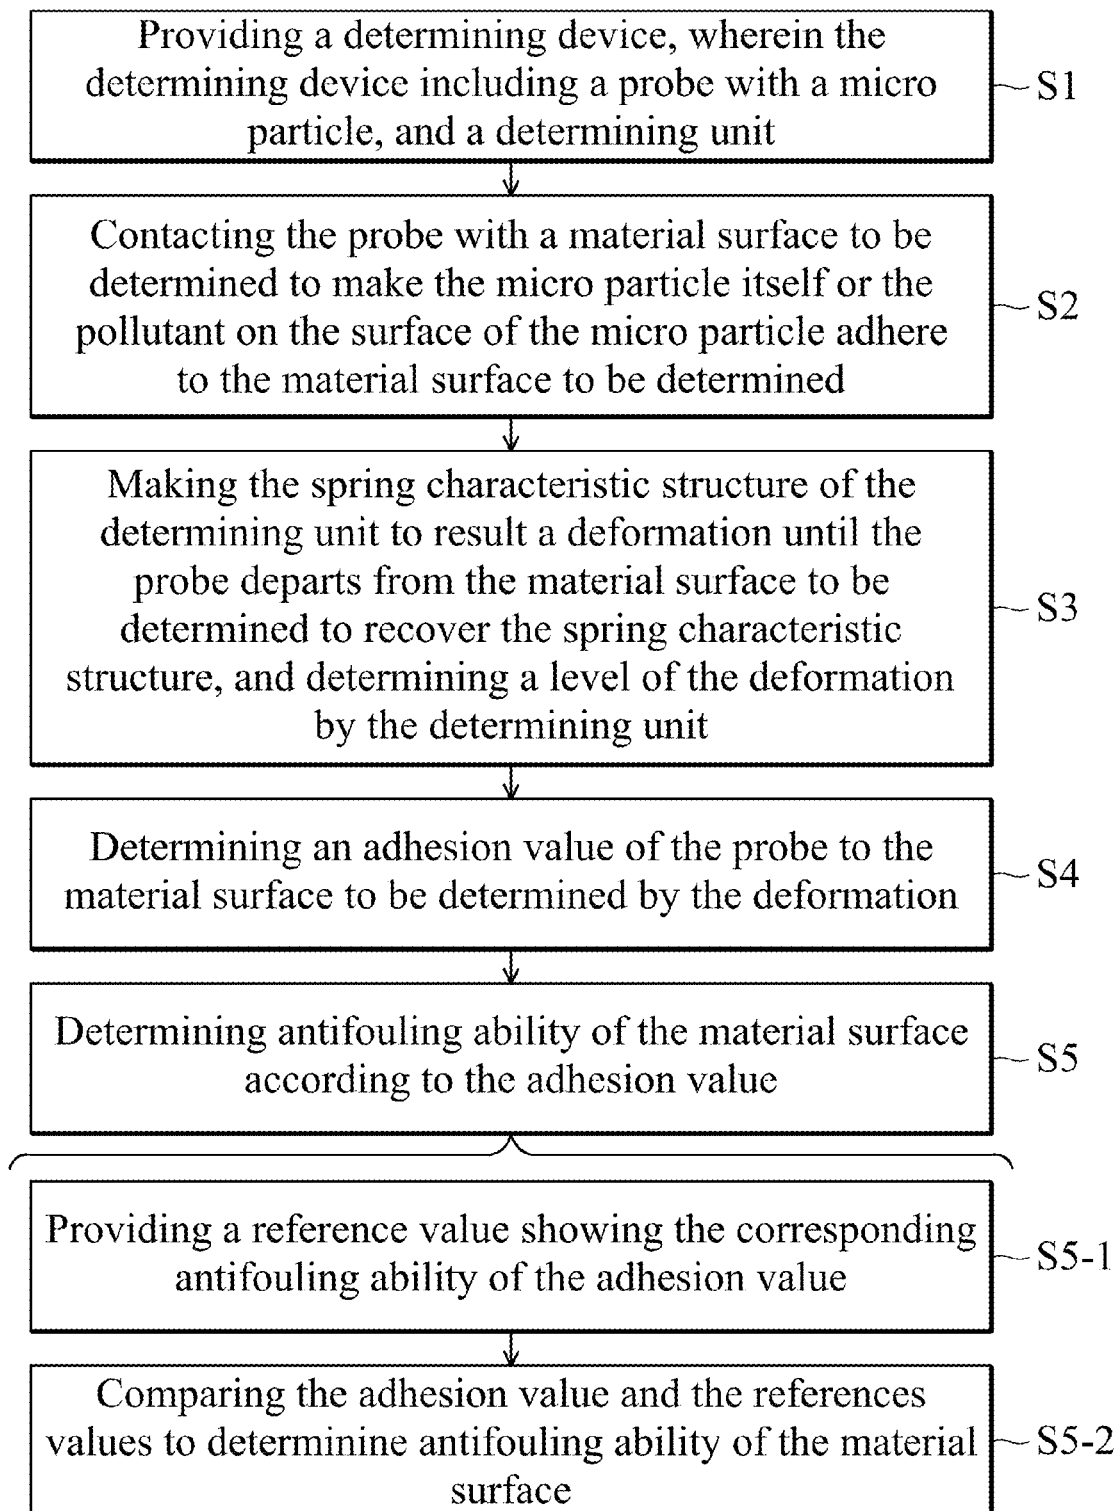 Providing a determining device, wherein the
determining device including a probe with a micro
particle, and a determining unit
S1
Contacting the probe with a material surface to be
determined to make the micro particle itself or the
pollutant on the surface of the micro particle adhere
to the material surface to be determined
S2
Making the spring characteristic structure of the
determining unit to result a deformation until the
probe departs from the material surface to be
determined to recover the spring characteristic
structure, and determining a level of the deformation
by the determining unit
S3
Determining an adhesion value of the probe to the
material surface to be determined by the deformation
S4
Determining antifouling ability of the material surface
according to the adhesion value
S5
Providing a reference value showing the corresponding
antifouling ability of the adhesion value
S5-1
Comparing the adhesion value and the references
values to determinine antifouling ability of the material
surface
S5-2